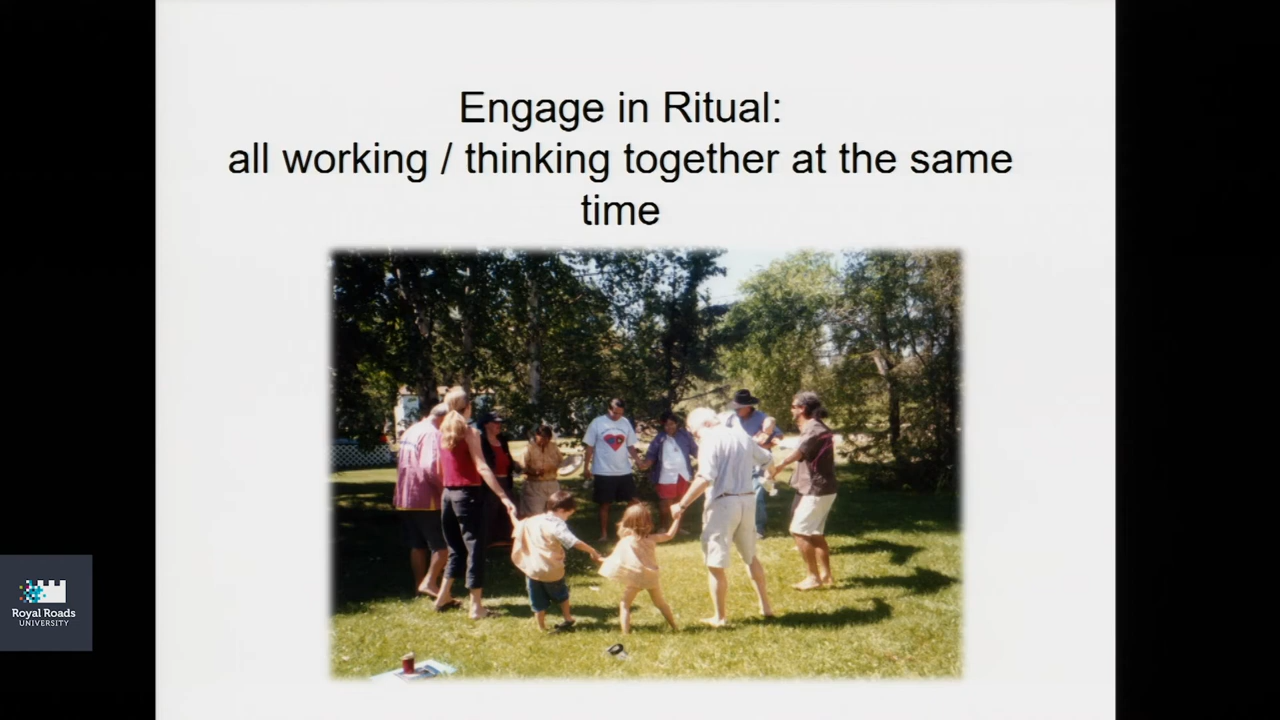 Engage in Ritual:
all working / thinking together at the same
time
Royal Roads
UNIVERSITY